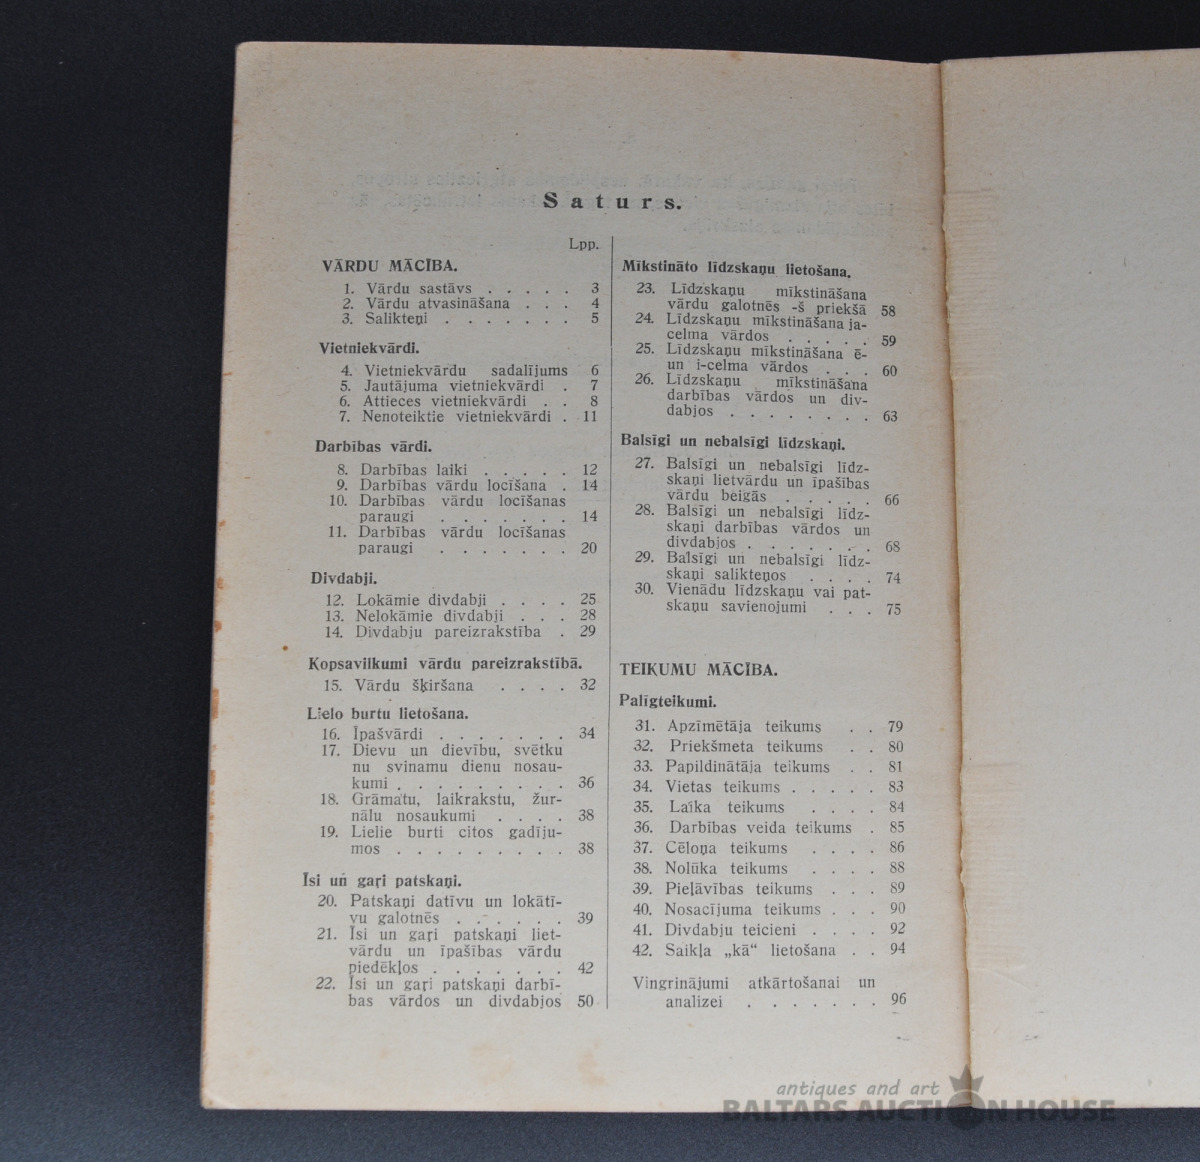 Saturs.
Lpp.
VĀRDU MĀCĪBA.
1. Vārdu sastāvs . . . . . 3
2. Vārdu atvasināšana . . . 4
3. Salikteņi . . . . . . . 5
Vietniekvārdi.
4. Vietniekvārdu sadalījums 6
5. Jautājuma vietniekvārdi . 7
6. Attieces vietniekvārdi . . 8
7. Nenoteiktie vietniekvārdi . 11
Darbības vārdi.
8. Darbības laiki . . . . . 12
9. Darbības vārdu locīšana . 14
10. Darbības vārdu locīšanas
paraugi . . . . . . . 14
11. Darbības vārdu locīšanas
paraugi . . . . . . . 20
Divdabji.
12. Lokāmie divdabji . . . . 25
13. Nelokāmie divdabji . . . 28
14. Divdabju pareizrakstība . 29
Kopsavilkumi vārdu pareizrakstībā.
15. Vārdu šķiršana . . . . 32
Lielo burtu lietošana.
16. Īpašvārdi . . . . . . . 34
17. Dievu un dievību, svētku
nu svinamu dienu nosau-
kumi . . . . . . . . . 36
18. Grāmatu, laikrakstu, žur-
nālu nosaukumi . . . . 38
19. Lielie burti citos gadīju-
mos . . . . . . . . . 38
Īsi un gaŗi patskaņi.
20. Patskaņi datīvu un lokātī-
vu galotnēs . . . . . . 39
21. Īsi un gaŗi patskaņi liet-
vārdu un īpašības vārdu
piedēkļos . . . . . . . 42
22. Īsi un gaŗi patskaņi darbī-
bas vārdos un divdabjos 50
Mīkstināto līdzskaņu lietošana.
23. Līdzskaņu mīkstināšana
vārdu galotnēs -š priekšā 58
24. Līdzskaņu mīkstināšana ja-
celma vārdos . . . . . 59
25. Līdzskaņu mīkstināšana ē-
un i-celma vārdos . . . 60
26. Līdzskaņu mīkstināšana
darbības vārdos un div-
dabjos . . . . . . . . 63
Balsīgi un nebalsīgi līdzskaņi.
27. Balsīgi un nebalsīgi līdz-
skaņi lietvārdu un īpašības
vārdu beigās . . . . . 66
28. Balsīgi un nebalsīgi līdz-
skaņi darbības vārdos un
divdabjos . . . . . . . 68
29. Balsīgi un nebalsīgi līdz-
skaņi salikteņos . . . . 74
30. Vienādu līdzskaņu vai pat-
skaņu savienojumi . . . 75
TEIKUMU MĀCĪBA.
Palīgteikumi.
31. Apzīmētāja teikums . . 79
32. Priekšmeta teikums . . 80
33. Papildinātāja teikums . . 81
34. Vietas teikums . . . . . 83
35. Laika teikums . . . . 84
36. Darbības veida teikums . 85
37. Cēloņa teikums . . . . 86
38. Nolūka teikums . . . . 88
39. Pieļāvības teikums . . . 89
40. Nosacījuma teikums . . . 90
41. Divdabju teicieni . . . . 92
42. Saikļa „kā“ lietošana . . 94
Vingrinājumi atkārtošanai un
analizei . . . . . . . 96
antiques and art
BALTARS AUCTION HOUSE